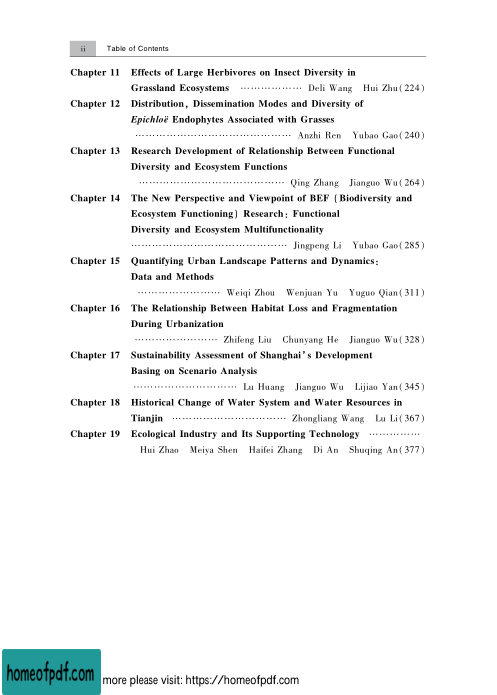 ii Table of Contents
Chapter 11 Effects of Large Herbivores on Insect Diversity in
Grassland Ecosystems ……………… Deli Wang Hui Zhu(224)
Chapter 12 Distribution, Dissemination Modes and Diversity of
Epichloë Endophytes Associated with Grasses
……………………………………… Anzhi Ren Yubao Gao(240)
Chapter 13 Research Development of Relationship Between Functional
Diversity and Ecosystem Functions
…………………………………… Qing Zhang Jianguo Wu(264)
Chapter 14 The New Perspective and Viewpoint of BEF (Biodiversity and
Ecosystem Functioning) Research: Functional
Diversity and Ecosystem Multifunctionality
……………………………………… Jingpeng Li Yubao Gao(285)
Chapter 15 Quantifying Urban Landscape Patterns and Dynamics:
Data and Methods
…………………… Weiqi Zhou Wenjuan Yu Yuguo Qian(311)
Chapter 16 The Relationship Between Habitat Loss and Fragmentation
During Urbanization
…………………… Zhifeng Liu Chunyang He Jianguo Wu(328)
Chapter 17 Sustainability Assessment of Shanghai's Development
Basing on Scenario Analysis
………………………… Lu Huang Jianguo Wu Lijiao Yan(345)
Chapter 18 Historical Change of Water System and Water Resources in
Tianjin …………………………… Zhongliang Wang Lu Li(367)
Chapter 19 Ecological Industry and Its Supporting Technology ……………
Hui Zhao Meiya Shen Haifei Zhang Di An Shuqing An(377)
homeofpdf.com more please visit: https://homeofpdf.com